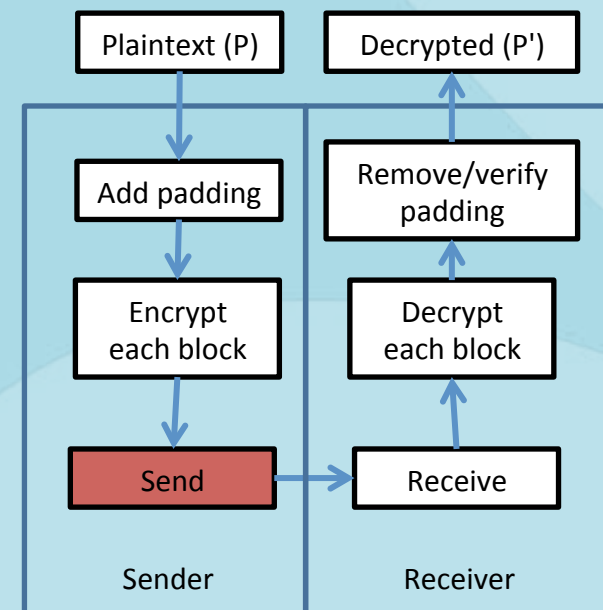 Plaintext (P)
Decrypted (P')
Add padding
Remove/verify
padding
Encrypt
each block
Decrypt
each block
Send
Receive
Sender
Receiver